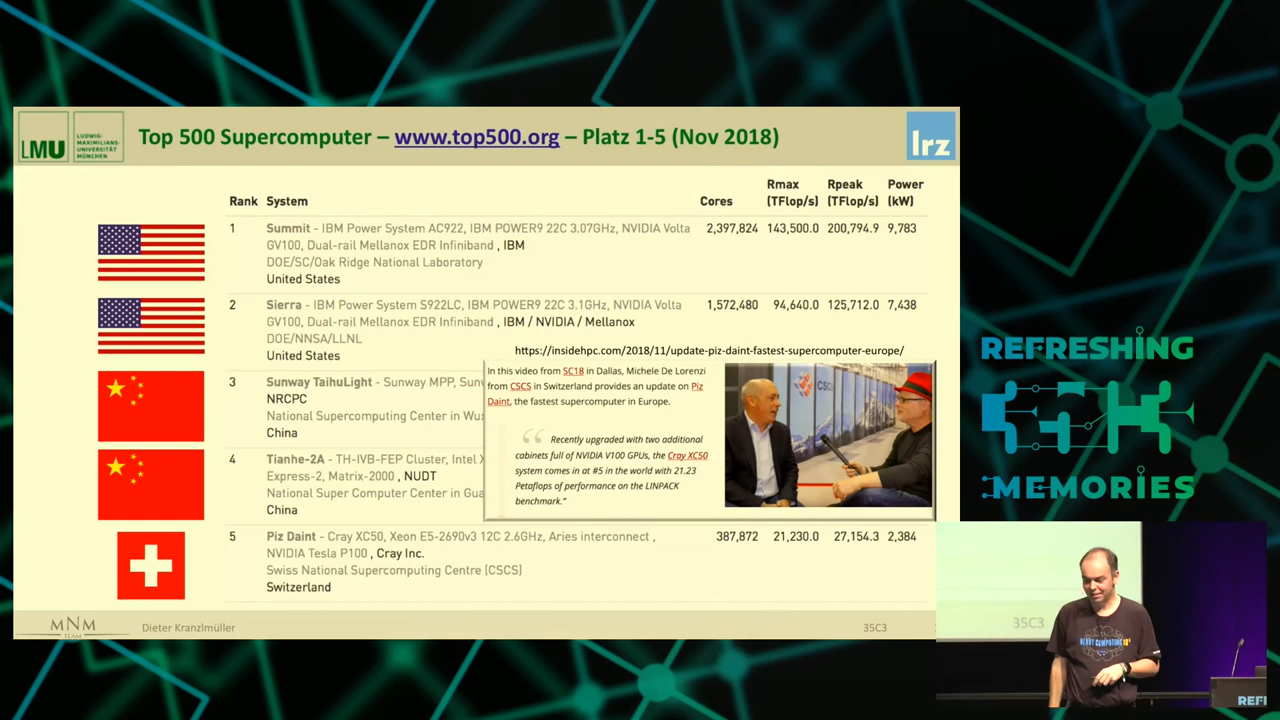 LMU
LUDWIG-
MAXIMILIANS-
UNIVERSITÄT
MÜNCHEN
Top 500 Supercomputer – www.top500.org – Platz 1-5 (Nov 2018)
lrz
Rank System Cores Rmax (TFlop/s) Rpeak (TFlop/s) Power (kW)
1 Summit - IBM Power System AC922, IBM POWER9 22C 3.07GHz, NVIDIA Volta 2,397,824 143,500.0 200,794.9 9,783
GV100, Dual-rail Mellanox EDR Infiniband , IBM
DOE/SC/Oak Ridge National Laboratory
United States
2 Sierra - IBM Power System S922LC, IBM POWER9 22C 3.1GHz, NVIDIA Volta 1,572,480 94,640.0 125,712.0 7,438
GV100, Dual-rail Mellanox EDR Infiniband , IBM / NVIDIA / Mellanox
DOE/NNSA/LLNL
United States
https://insidehpc.com/2018/11/update-piz-daint-fastest-supercomputer-europe/
3 Sunway TaihuLight - Sunway MPP,
NRCPC
National Supercomputing Center in
China
4 Tianhe-2A - TH-IVB-FEP Cluster, Intel
Express-2, Matrix-2000 , NUDT
National Super Computer Center in
China
In this video from SC18 in Dallas, Michele De Lorenzi
from CSCS in Switzerland provides an update on Piz
Daint, the fastest supercomputer in Europe.
“ Recently upgraded with two additional
cabinets full of NVIDIA V100 GPUs, the Cray XC50
system comes in at #5 in the world with 21.23
Petaflops of performance on the LINPACK
benchmark.”
CSCS
5 Piz Daint - Cray XC50, Xeon E5-2690v3 12C 2.6GHz, Aries interconnect , 387,872 21,230.0 27,154.3 2,384
NVIDIA Tesla P100 , Cray Inc.
Swiss National Supercomputing Centre (CSCS)
Switzerland
MNM
TEAM
Dieter Kranzlmüller
35C3
REFRESHING
35C3
MEMORIES
35C3
HEAVY COMPUTING
REF